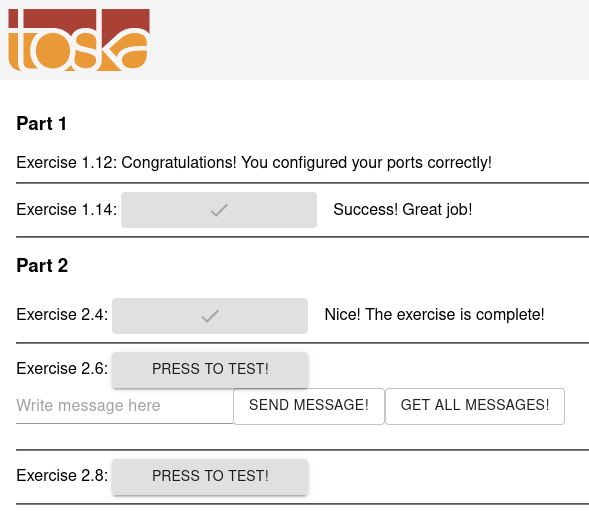 toska
Part 1
Exercise 1.12: Congratulations! You configured your ports correctly!
Exercise 1.14: Success! Great job!
Part 2
Exercise 2.4: Nice! The exercise is complete!
Exercise 2.6: PRESS TO TEST!
Write message here SEND MESSAGE! GET ALL MESSAGES!
Exercise 2.8: PRESS TO TEST!